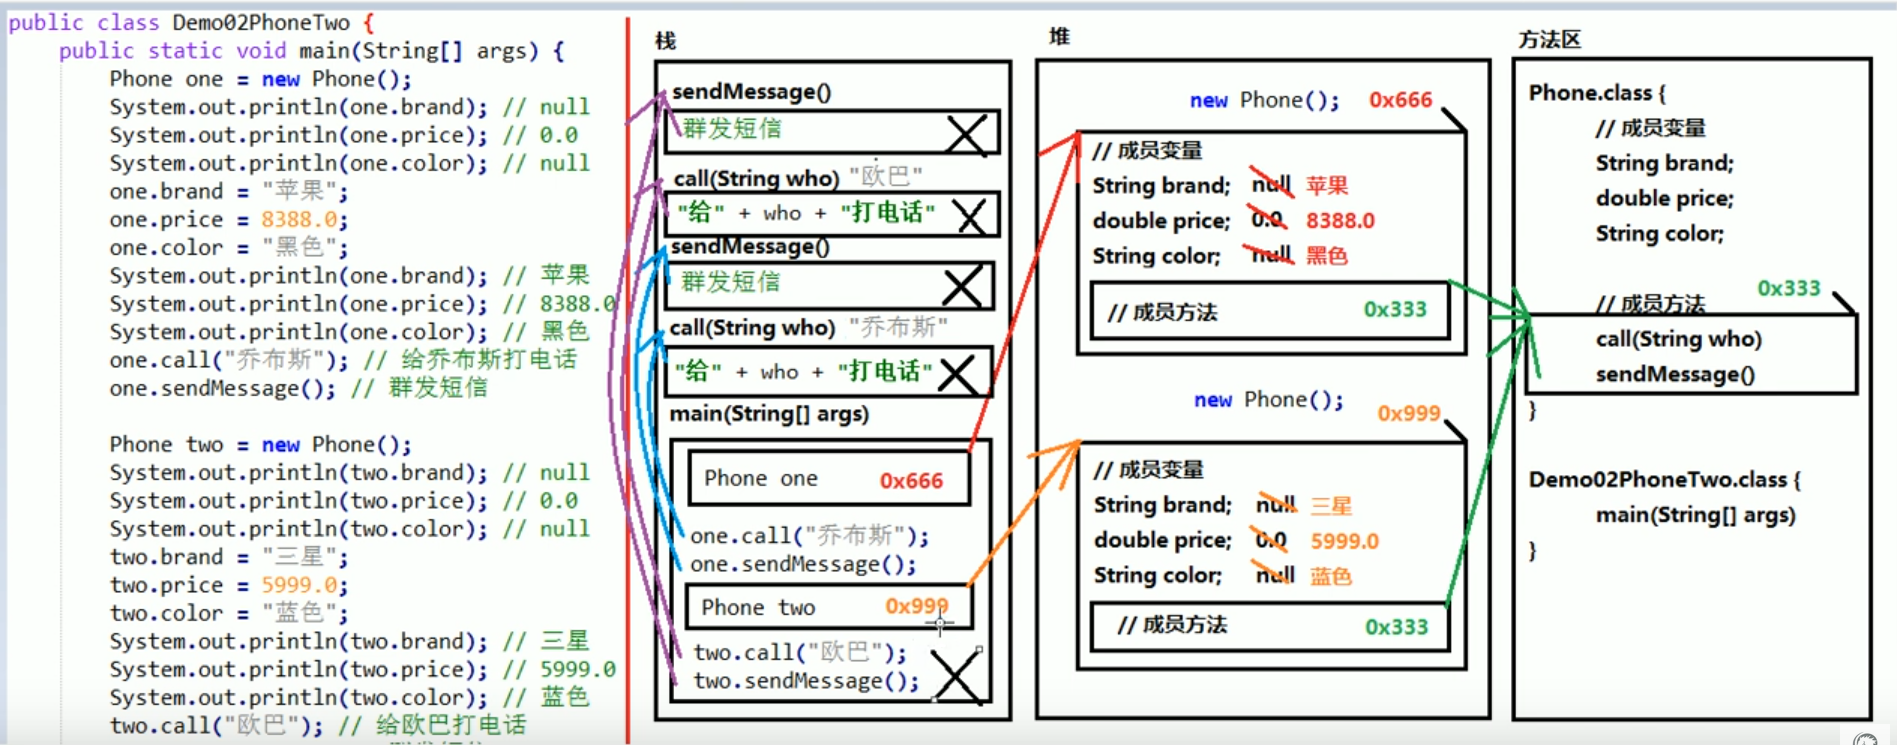 public class Demo02PhoneTwo {
public static void main(String[] args) {
Phone one = new Phone();
System.out.println(one.brand); // null
System.out.println(one.price); // 0.0
System.out.println(one.color); // null
one.brand = "苹果";
one.price = 8388.0;
one.color = "黑色";
System.out.println(one.brand); // 苹果
System.out.println(one.price); // 8388.0
System.out.println(one.color); // 黑色
one.call("乔布斯"); // 给乔布斯打电话
one.sendMessage(); // 群发短信
Phone two = new Phone();
System.out.println(two.brand); // null
System.out.println(two.price); // 0.0
System.out.println(two.color); // null
two.brand = "三星";
two.price = 5999.0;
two.color = "蓝色";
System.out.println(two.brand); // 三星
System.out.println(two.price); // 5999.0
System.out.println(two.color); // 蓝色
two.call("欧巴"); // 给欧巴打电话
栈
sendMessage()
群发短信
call(String who) "欧巴"
"给" + who + "打电话"
sendMessage()
群发短信
call(String who) "乔布斯"
"给" + who + "打电话"
main(String[] args)
Phone one 0x666
one.call("乔布斯");
one.sendMessage();
Phone two 0x999
two.call("欧巴");
two.sendMessage();
堆
new Phone(); 0x666
// 成员变量
String brand; null 苹果
double price; 0.0 8388.0
String color; null 黑色
// 成员方法 0x333
new Phone(); 0x999
// 成员变量
String brand; null 三星
double price; 0.0 5999.0
String color; null 蓝色
// 成员方法 0x333
方法区
Phone.class {
// 成员变量
String brand;
double price;
String color;
// 成员方法 0x333
call(String who)
sendMessage()
}
Demo02PhoneTwo.class {
main(String[] args)
}